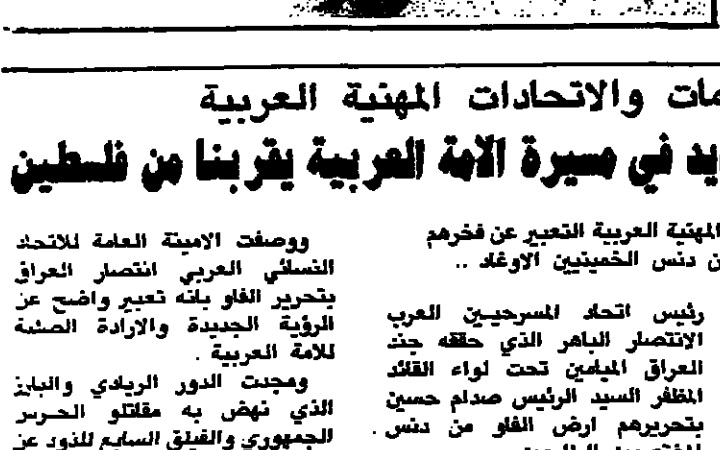 والاتحادات المهنية العربية
في مسيرة الامة العربية يقربنا من فلسطين
المهنية العربية التعبير عن فخرهم
دنس الخمينيين الاوغاد ..
رئيس اتحاد المسرحيين العرب
الانتصار الباهر الذي حققه جند
العراق الميامين تحت لواء القائد
المظفر السيد الرئيس صدام حسين
بتحريرهم ارض الفاو من دنس .
ووصفت الامينة العامة للاتحاد
النسائي العربي انتصار العراق
بتحرير الفاو بانه تعبير واضح عن
الرؤية الجديدة والارادة الصلبة
للامة العربية .
ومجدت الدور الريادي والبارز
الذي نهض به مقاتلو الحرس
الجمهوري والفيلق السابع للذود عن